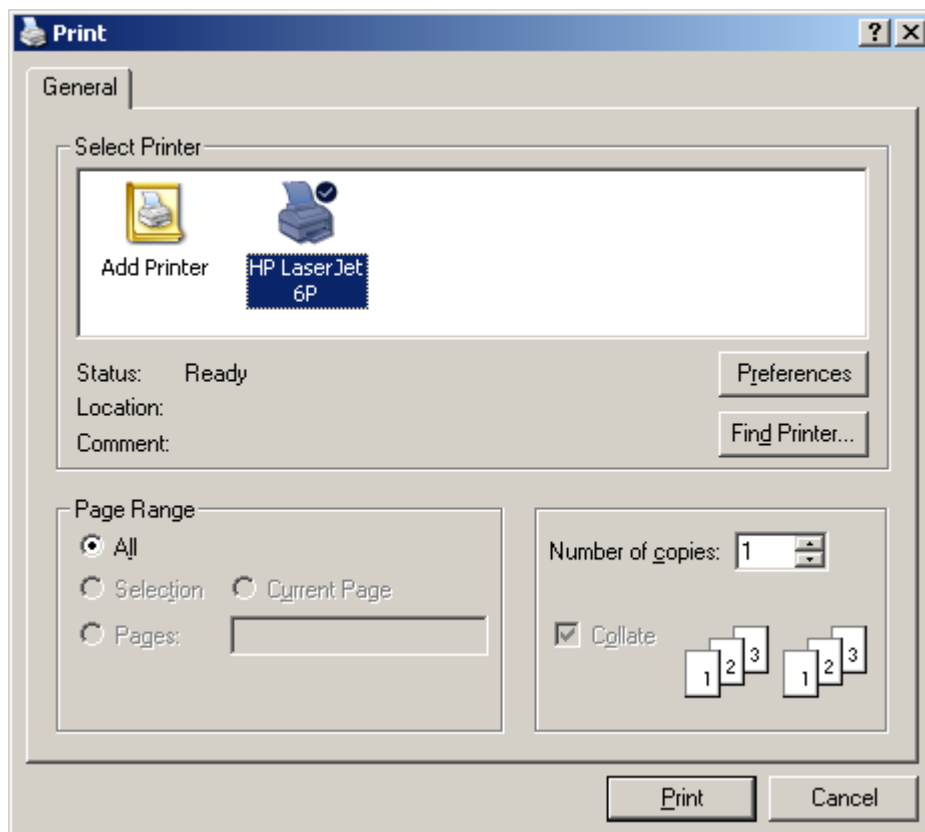 Print
General
Select Printer
Add Printer
HP LaserJet
6P
Status: Ready
Preferences
Location:
Comment:
Find Printer...
Page Range
All
Number of copies: 1
Selection Current Page
Pages:
Collate
1 2 3 1 2 3
Print Cancel